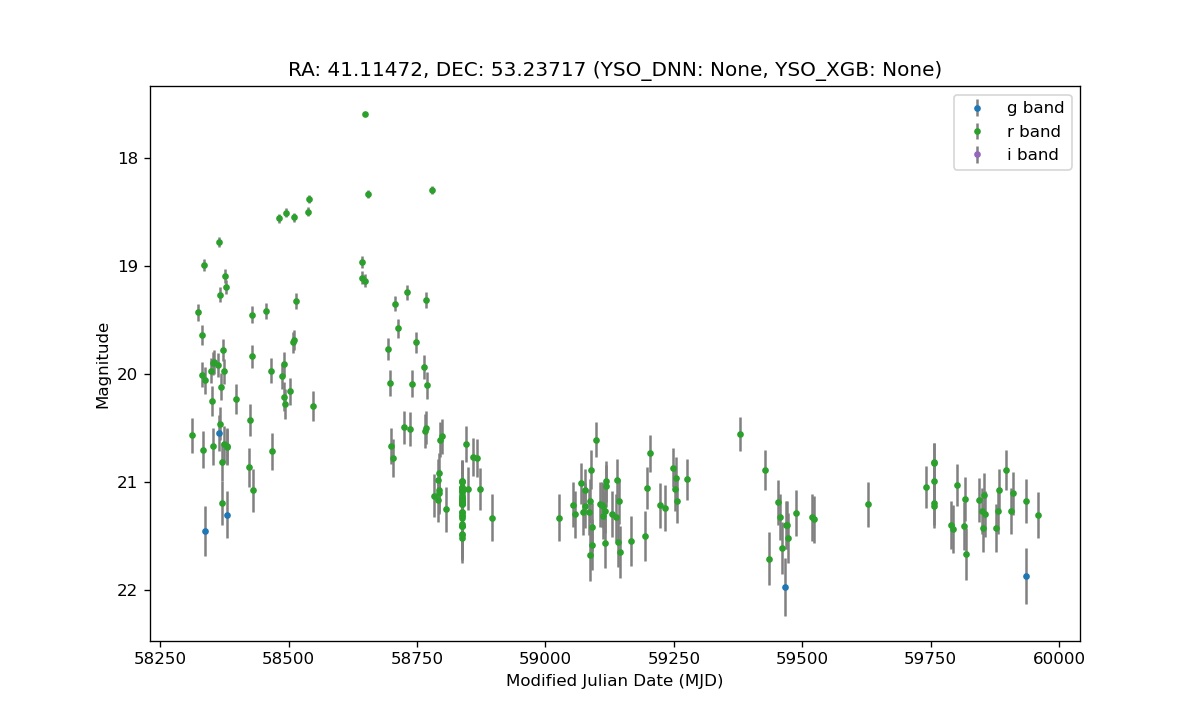 RA: 41.11472, DEC: 53.23717 (YSO_DNN: None, YSO_XGB: None)
g band
r band
i band
18
19
20
21
22
Magnitude
58250 58500 58750 59000 59250 59500 59750 60000
Modified Julian Date (MJD)